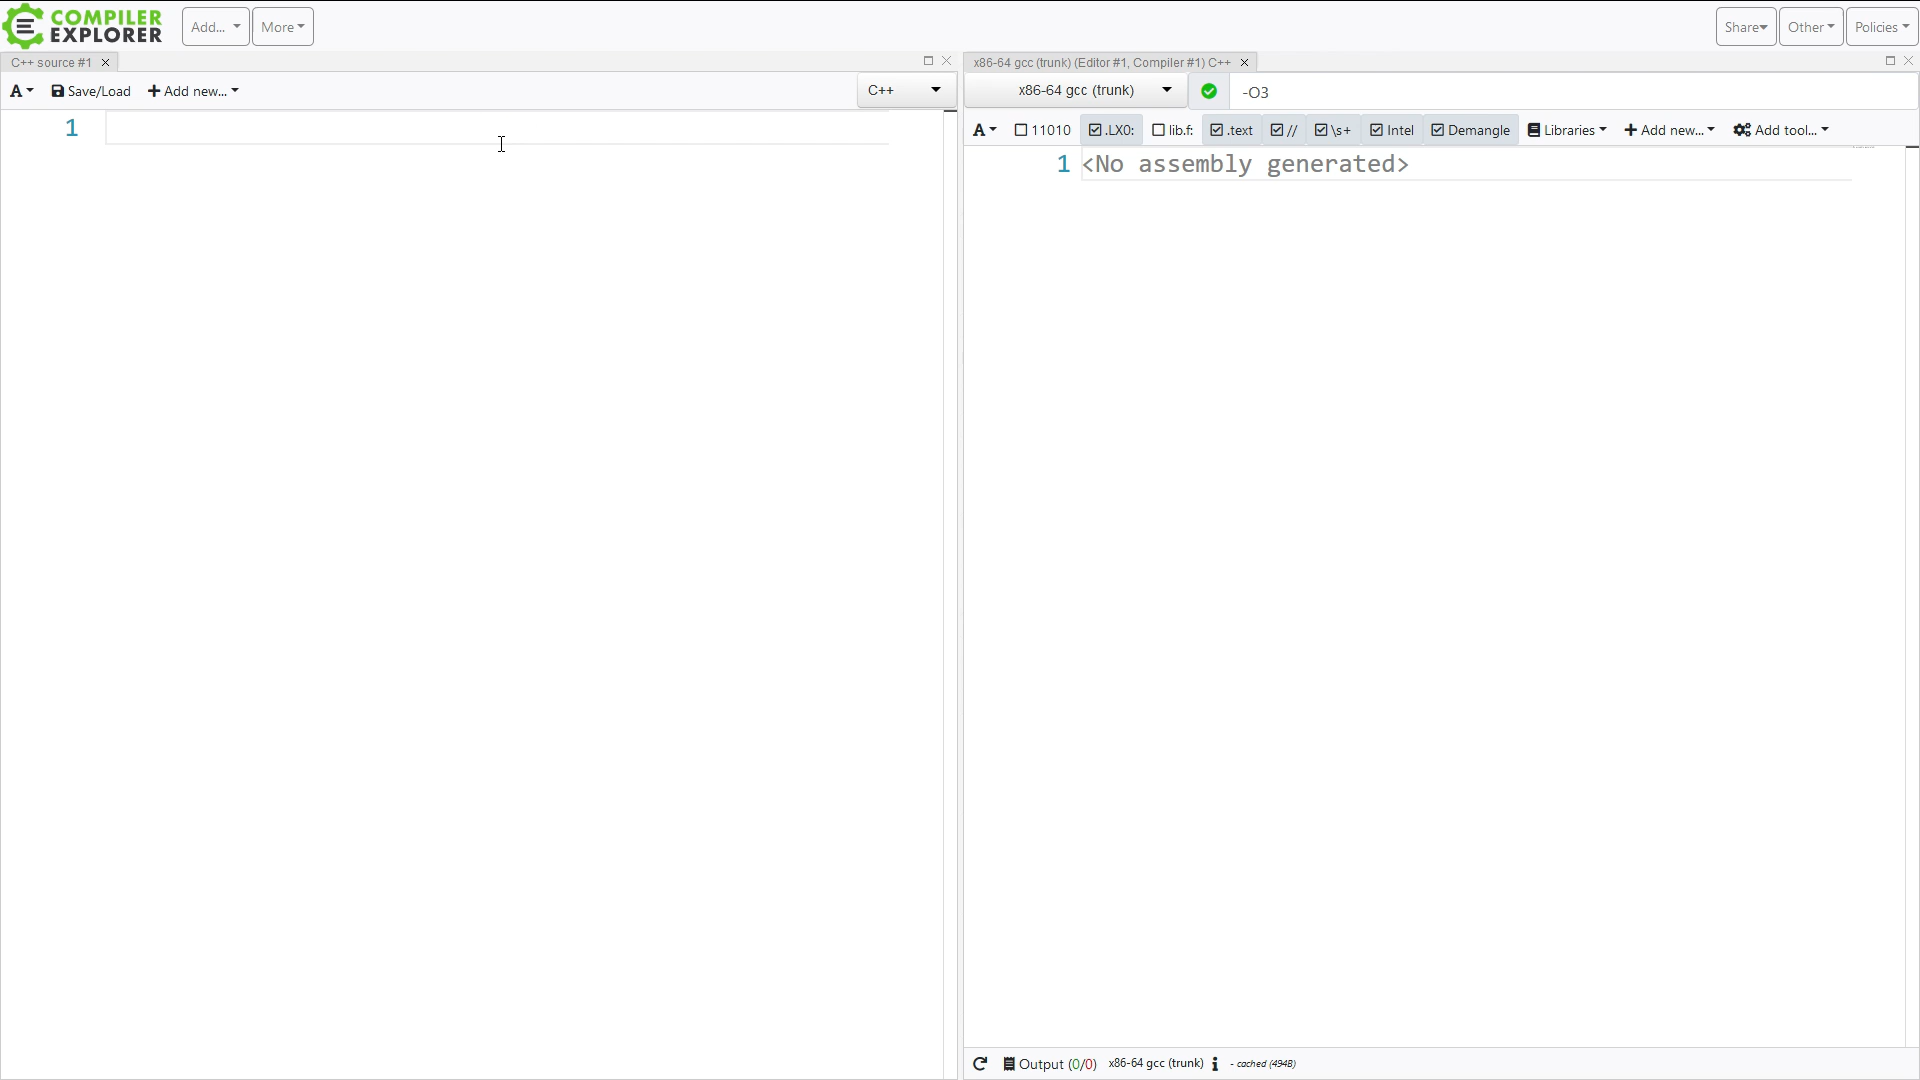 COMPILER
EXPLORER
Add...
More
Share
Other
Policies
C++ source #1
A
Save/Load
Add new...
C++
1
x86-64 gcc (trunk) (Editor #1, Compiler #1) C++
x86-64 gcc (trunk)
-O3
A
11010
.LX0:
lib.f:
.text
//
\s+
Intel
Demangle
Libraries
Add new...
Add tool...
1
<No assembly generated>
Output (0/0)
x86-64 gcc (trunk)
- cached (494B)